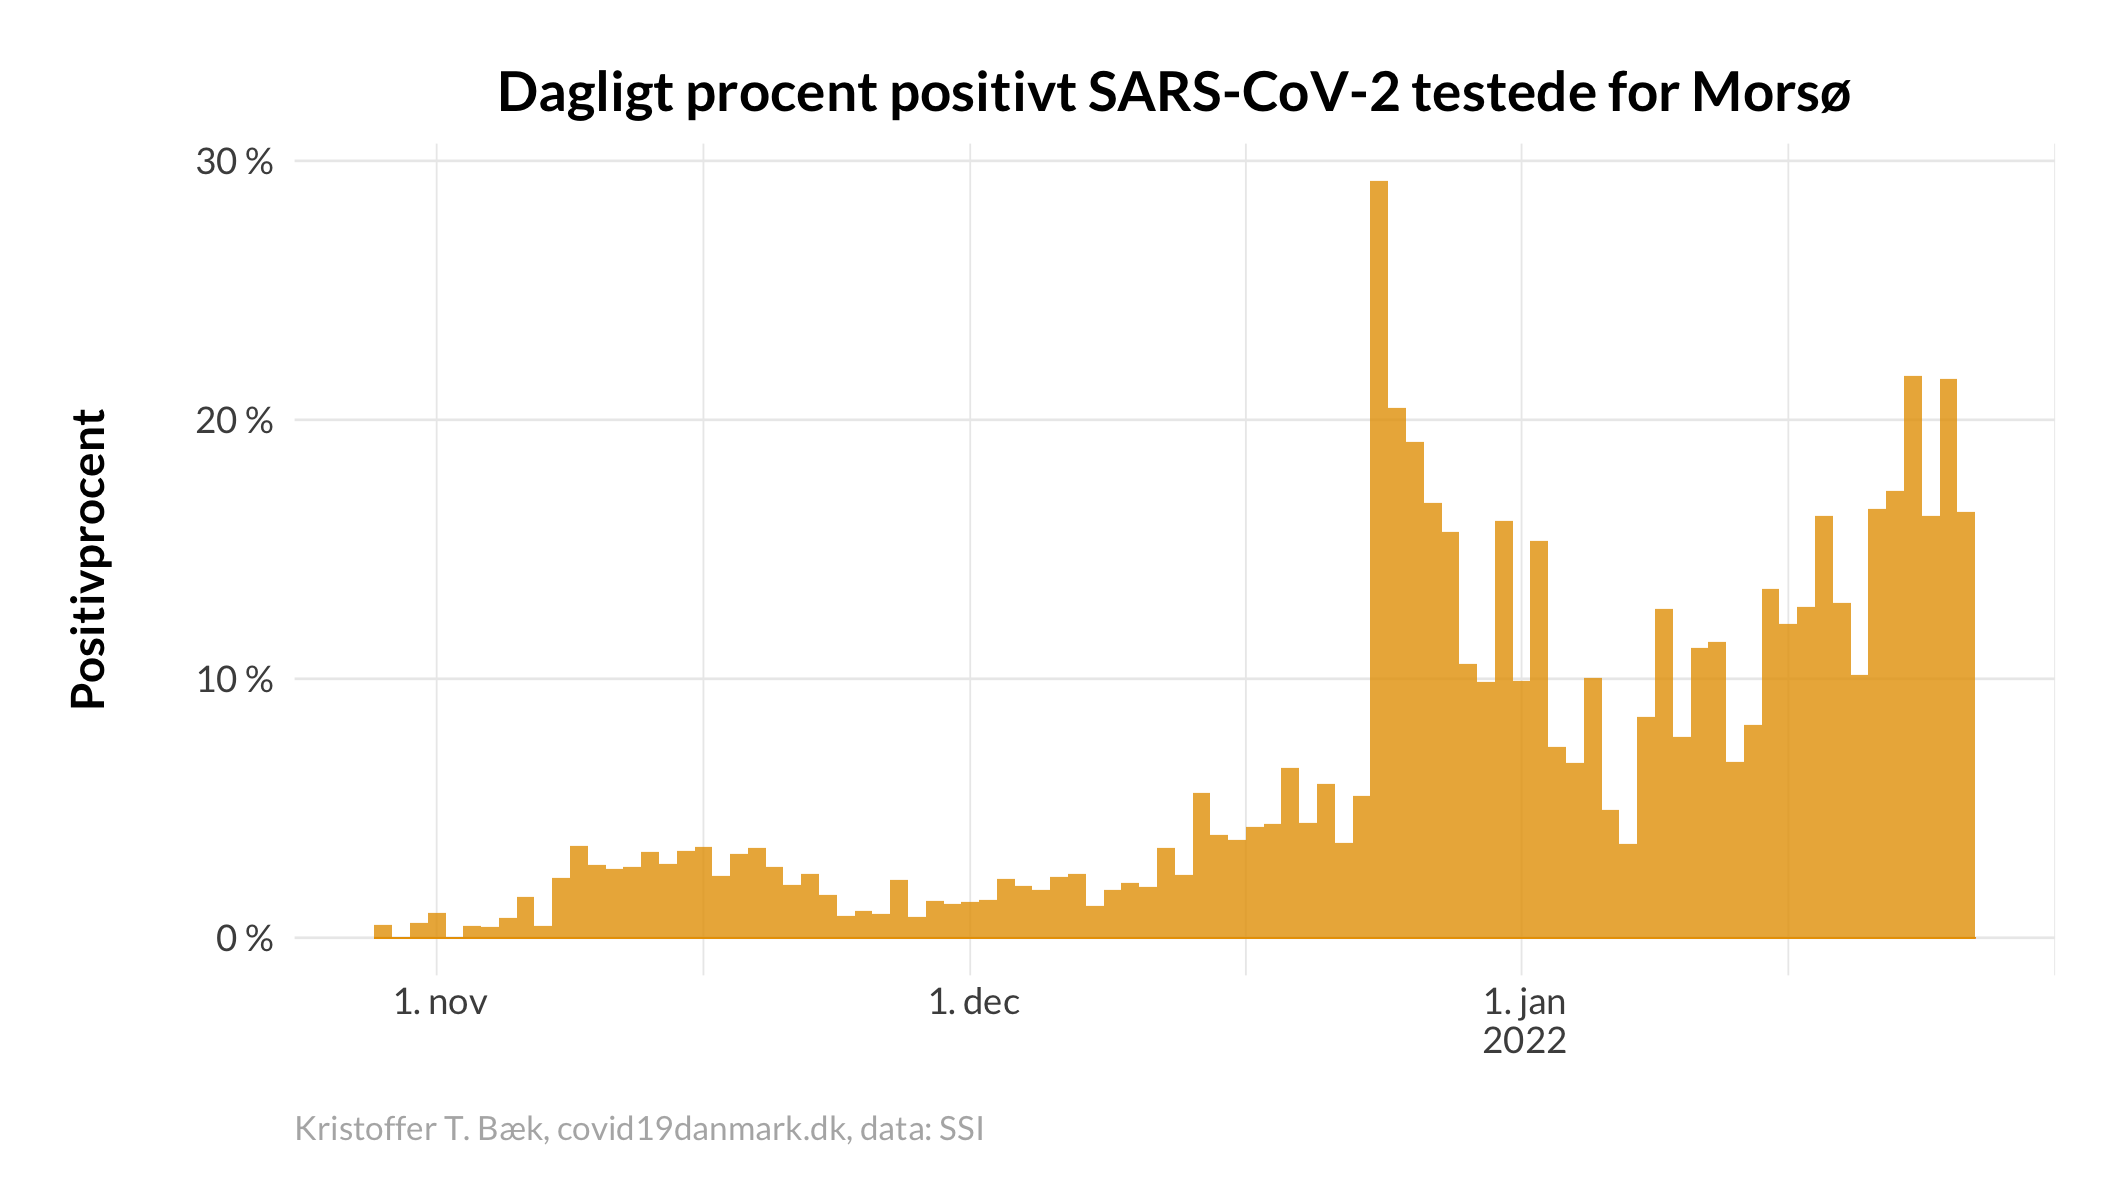 Dagligt procent positivt SARS-CoV-2 testede for Morsø
Positivprocent
30 %
20 %
10 %
0 %
1. nov
1. dec
1. jan
2022
Kristoffer T. Bæk, covid19danmark.dk, data: SSI